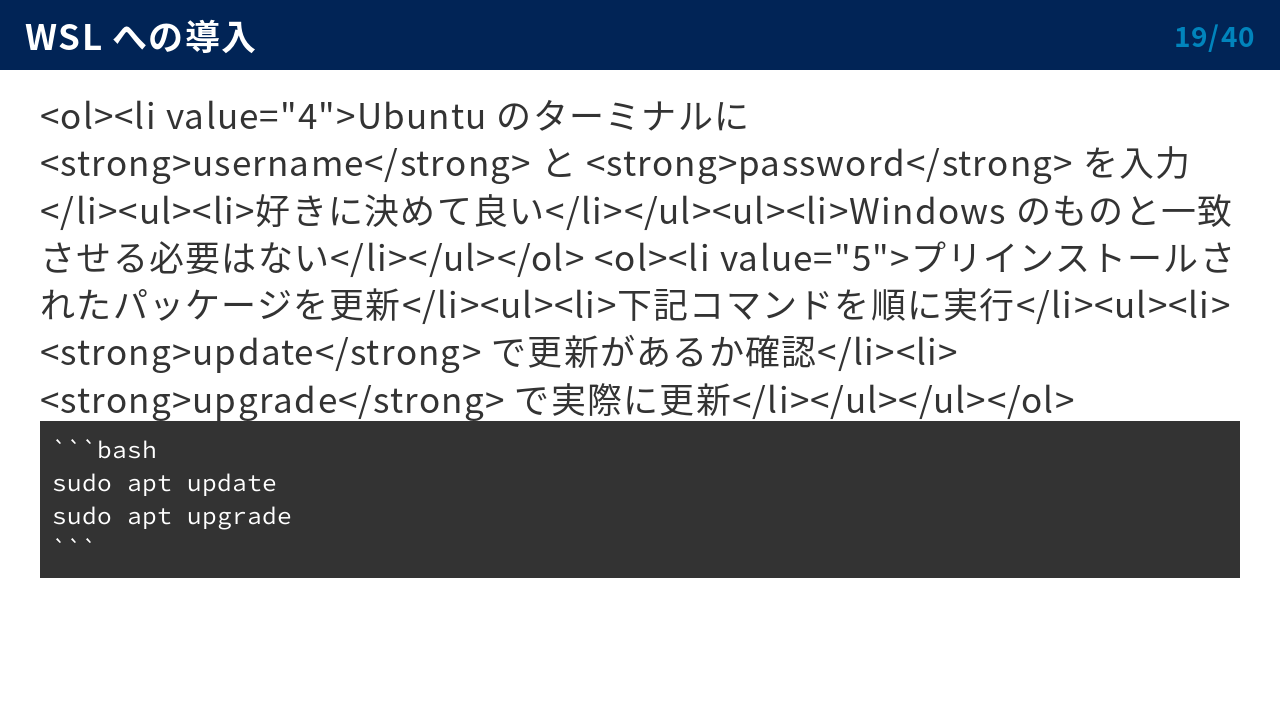 WSL への導入
19/40
<ol><li value="4">Ubuntu のターミナルに
<strong>username</strong> と <strong>password</strong> を入力
</li><ul><li>好きに決めて良い</li></ul><ul><li>Windows のものと一致
させる必要はない</li></ul></ol> <ol><li value="5">プリインストールさ
れたパッケージを更新</li><ul><li>下記コマンドを順に実行</li><ul><li>
<strong>update</strong> で更新があるか確認</li><li>
<strong>upgrade</strong> で実際に更新</li></ul></ul></ol>
```bash
sudo apt update
sudo apt upgrade
```